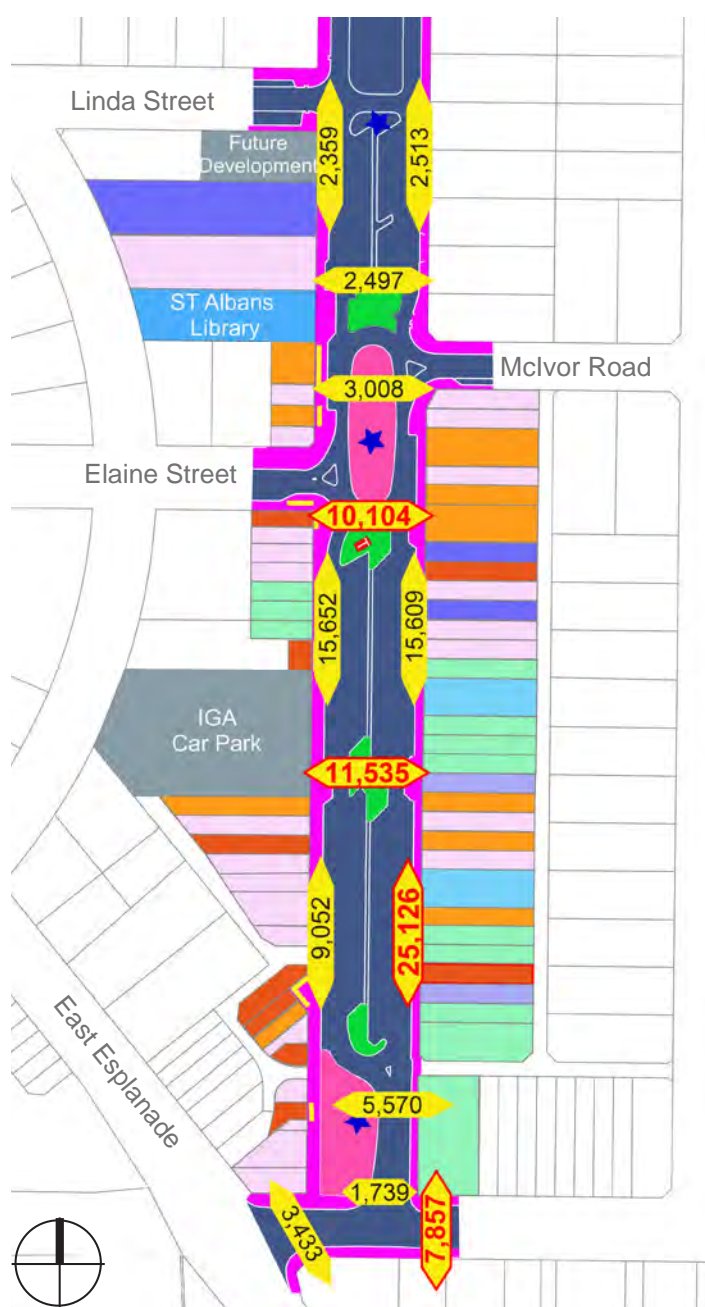 Linda Street
Future
Development
2,359
2,513
2,497
ST Albans
Library
McIvor Road
3,008
Elaine Street
10,104
15,652
15,609
IGA
Car Park
11,535
9,052
25,126
East Esplanade
5,570
1,739
3,433
7,857